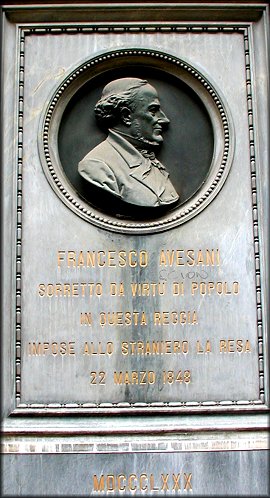 FRANCESCO AVESANI
SORRETTO DA VIRTÙ DI POPOLO
IN QUESTA REGGIA
IMPOSE ALLO STRANIERO LA RESA
22 MARZO 1848
MDCCCLXXX